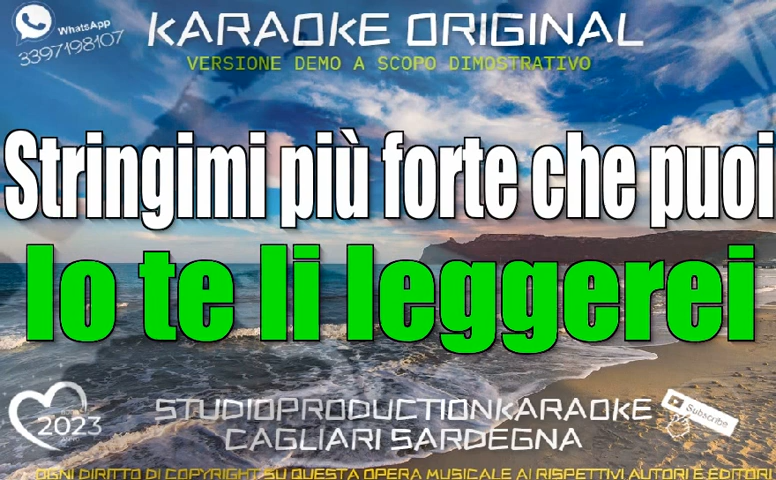 WhatsApp
3397198107
KARAOKE ORIGINAL
VERSIONE DEMO A SCOPO DIMOSTRATIVO
Stringimi più forte che puoi
Io te li leggerei
2023
STUDIOPRODUCTIONKARAOKE
CAGLIARI SARDEGNA
Subscribe
OGNI DIRITTO DI COPYRIGHT SU QUESTA OPERA MUSICALE AI RISPETTIVI AUTORI E EDITORI